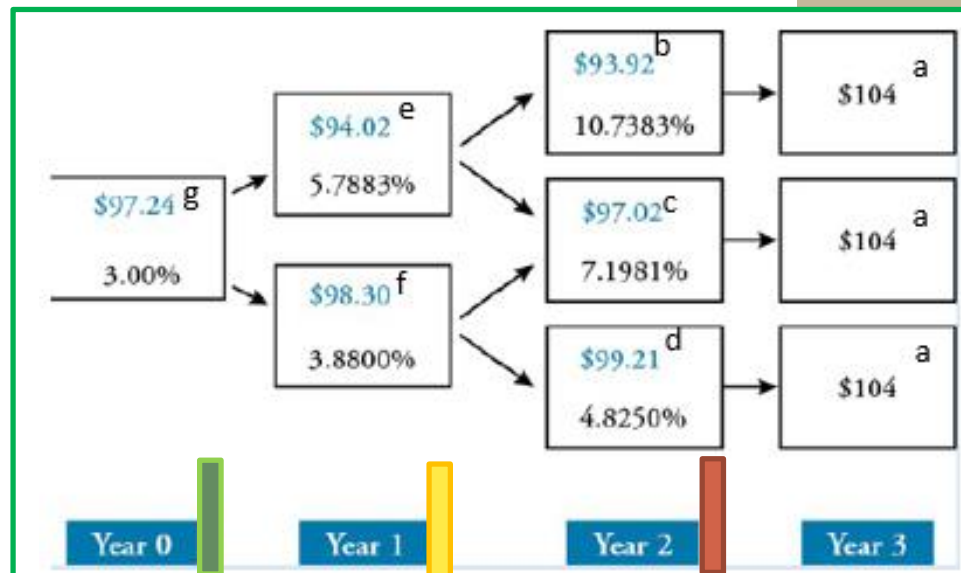 $93.92 b
10.7383%
$104 a
$94.02 e
5.7883%
$97.24 g
3.00%
$97.02 c
7.1981%
$104 a
$98.30 f
3.8800%
$99.21 d
4.8250%
$104 a
Year 0 Year 1 Year 2 Year 3